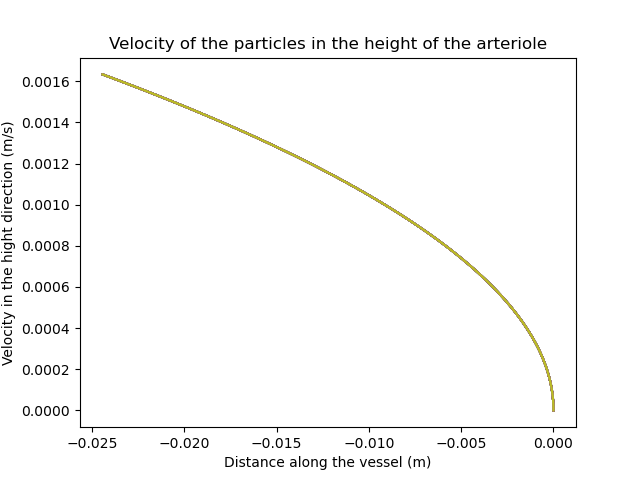 Velocity of the particles in the height of the arteriole
0.0016
0.0014
0.0012
0.0010
0.0008
0.0006
0.0004
0.0002
0.0000
Velocity in the hight direction (m/s)
−0.025 −0.020 −0.015 −0.010 −0.005 0.000
Distance along the vessel (m)